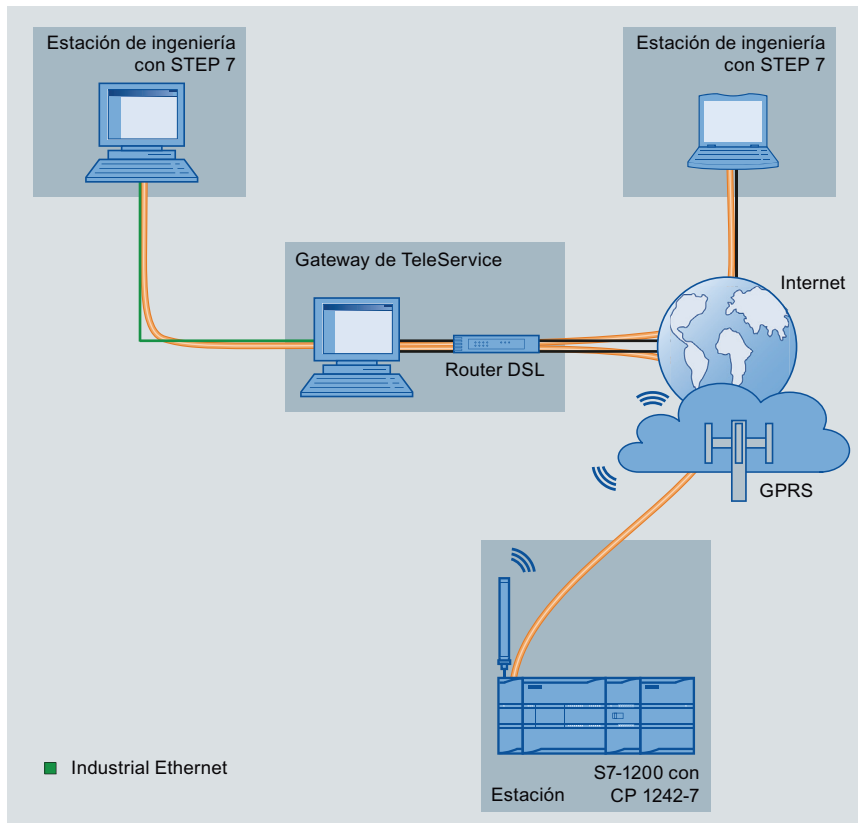 Estación de ingeniería
con STEP 7
Estación de ingeniería
con STEP 7
Gateway de TeleService
Internet
Router DSL
GPRS
Industrial Ethernet
Estación
S7-1200 con
CP 1242-7